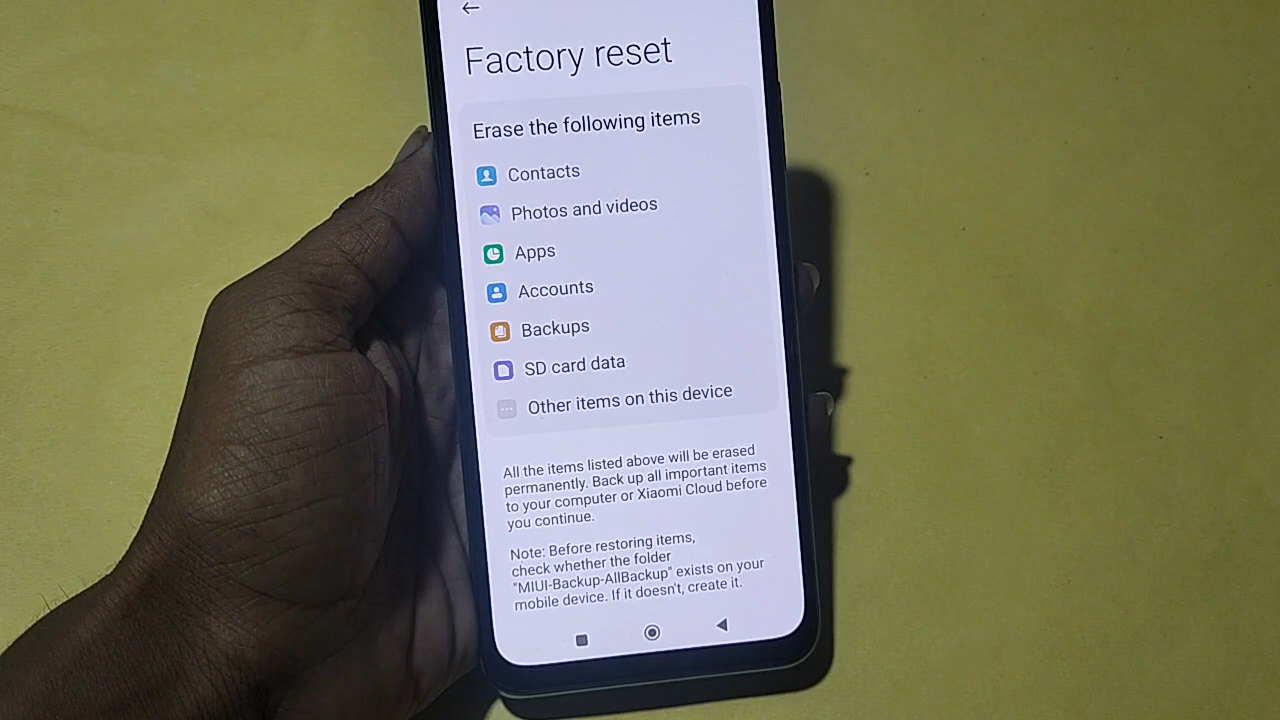 Factory reset
Erase the following items
Contacts
Photos and videos
Apps
Accounts
Backups
SD card data
Other items on this device
All the items listed above will be erased
permanently. Back up all important items
to your computer or Xiaomi Cloud before
you continue.
Note: Before restoring items,
check whether the folder
"MIUI-Backup-AllBackup" exists on your
mobile device. If it doesn't, create it.